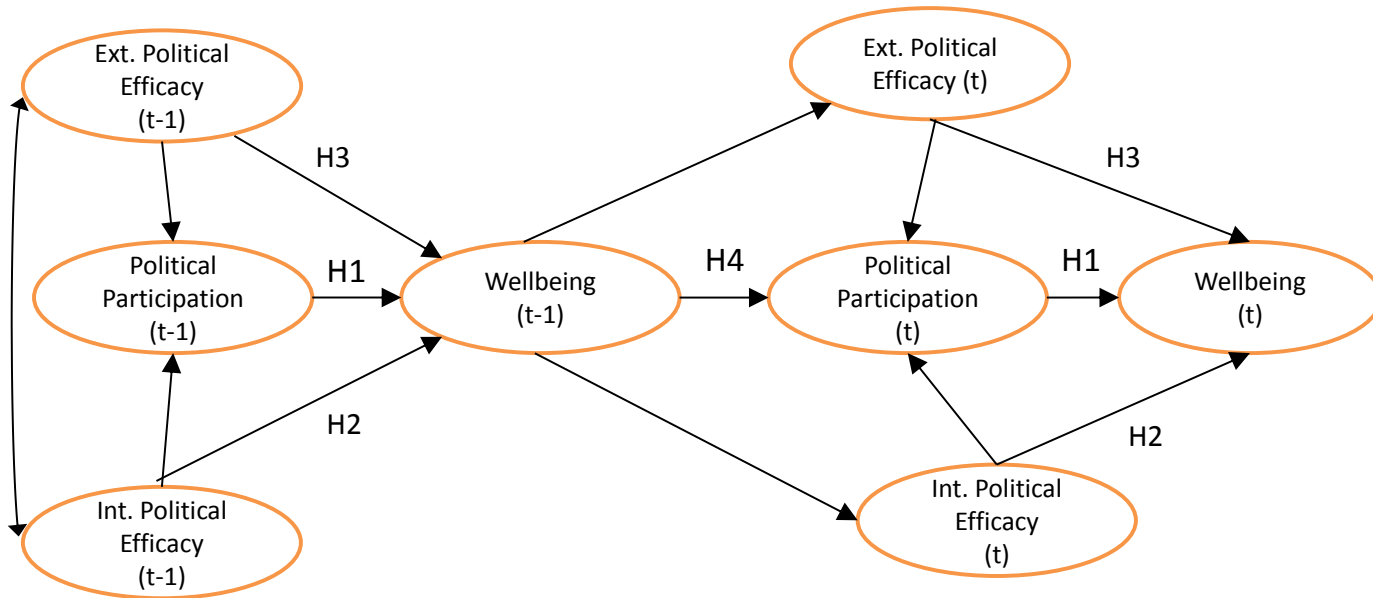 Ext. Political
Efficacy
(t-1)
H3
Political
Participation
(t-1)
H1
Int. Political
Efficacy
(t-1)
H2
Wellbeing
(t-1)
H4
Ext. Political
Efficacy (t)
H3
Political
Participation
(t)
H1
Wellbeing
(t)
Int. Political
Efficacy
(t)
H2